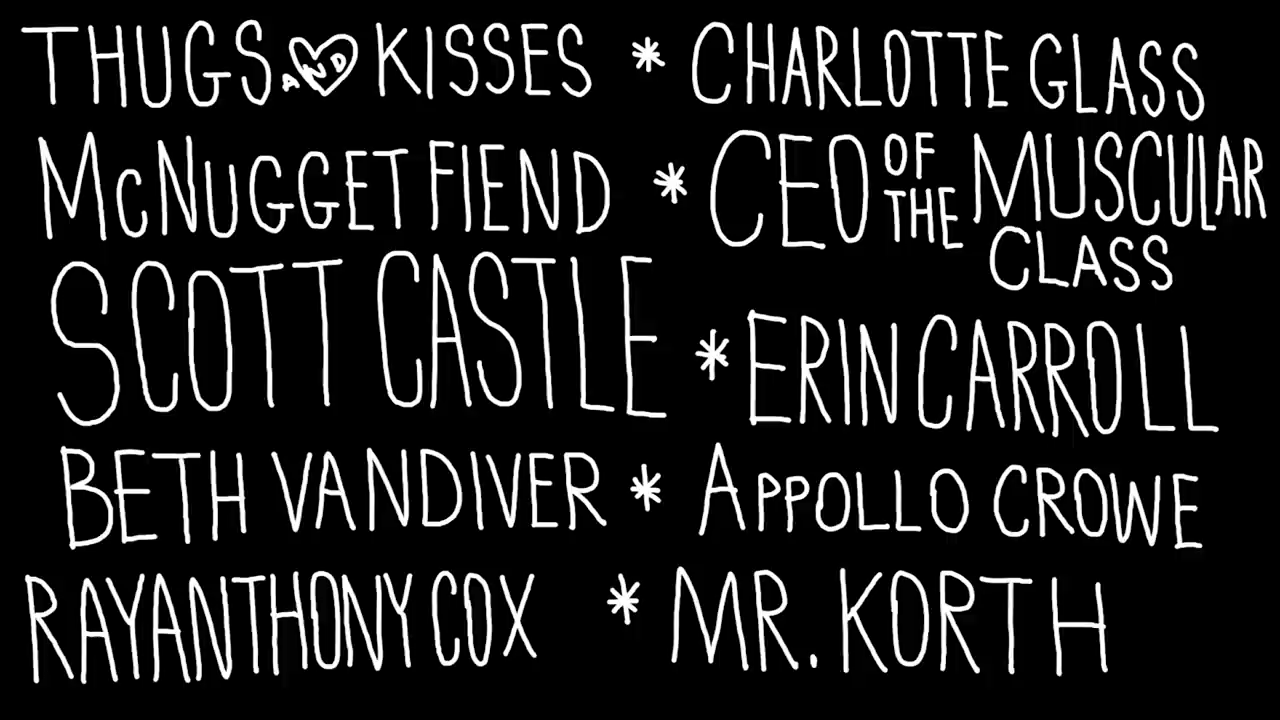 THUGS AND KISSES * CHARLOTTE GLASS
McNUGGET FIEND * CEO OF THE MUSCULAR CLASS
SCOTT CASTLE * ERIN CARROLL
BETH VANDIVER * APPOLLO CROWE
RAYANTHONY COX * MR. KORTH